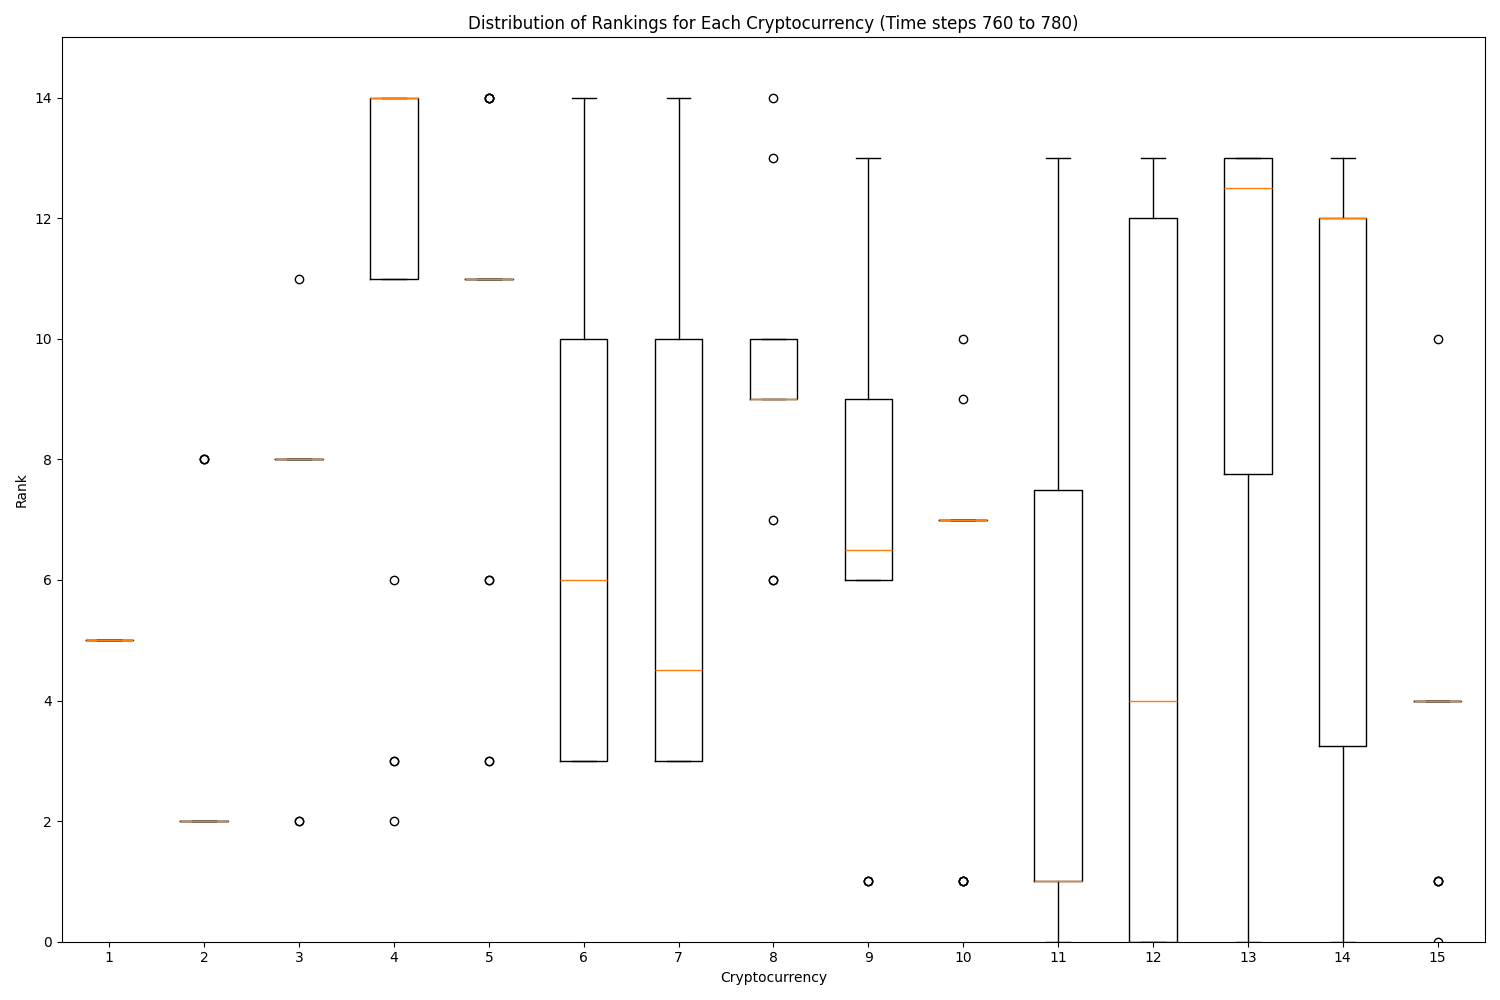 Distribution of Rankings for Each Cryptocurrency (Time steps 760 to 780)
14
12
10
8
6
4
2
0
Rank
1 2 3 4 5 6 7 8 9 10 11 12 13 14 15
Cryptocurrency